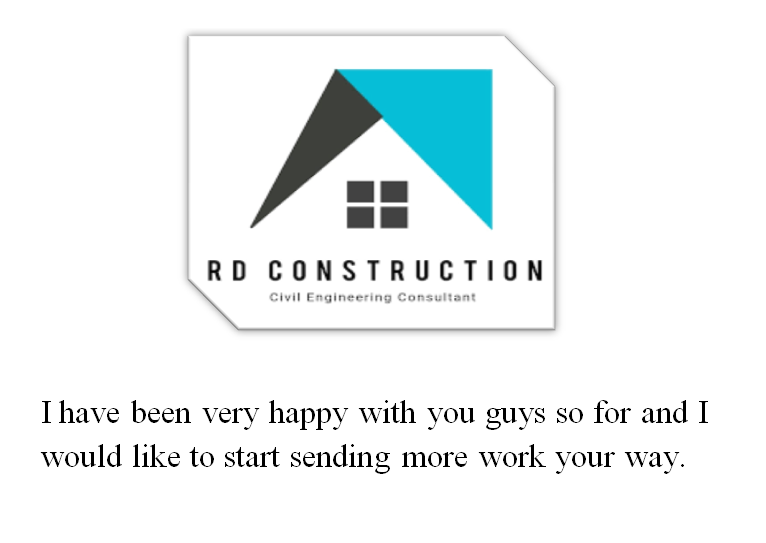 RD CONSTRUCTION
Civil Engineering Consultant
I have been very happy with you guys so for and I
would like to start sending more work your way.